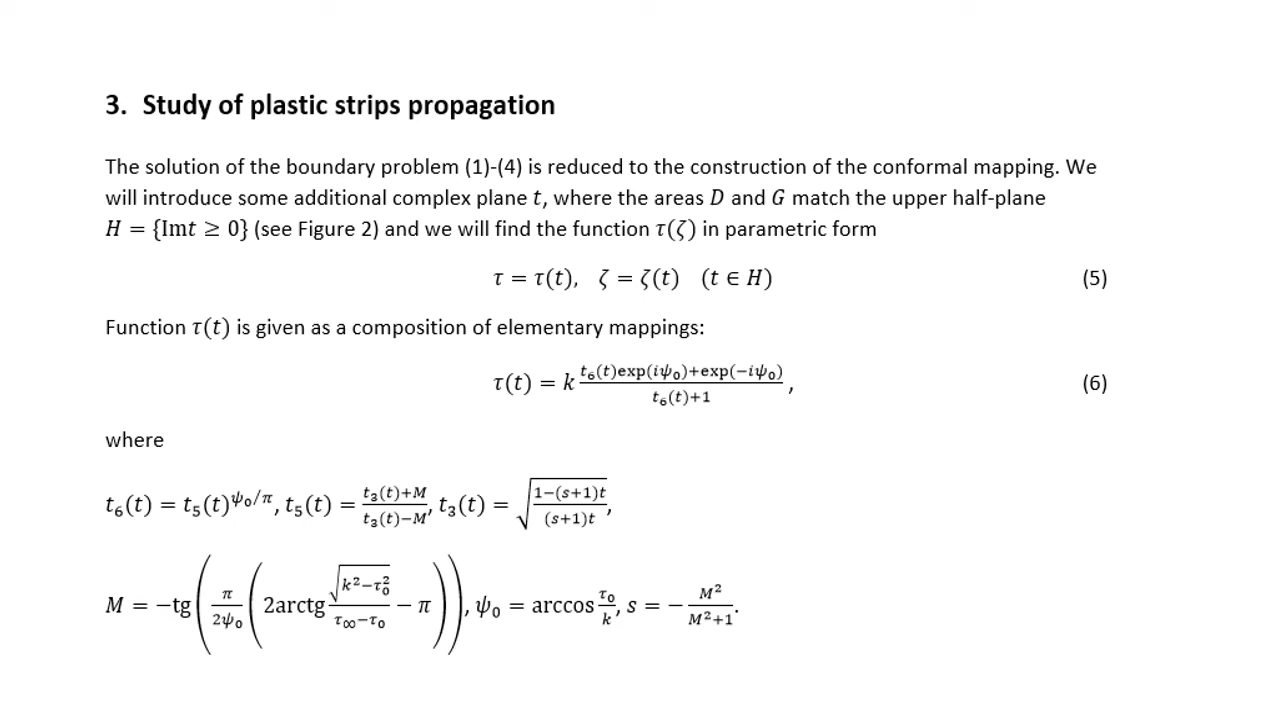 3. Study of plastic strips propagation
The solution of the boundary problem (1)-(4) is reduced to the construction of the conformal mapping. We
will introduce some additional complex plane t, where the areas D and G match the upper half-plane
H = {Imt ≥ 0} (see Figure 2) and we will find the function τ(ζ) in parametric form
τ = τ(t), ζ = ζ(t) (t ∈ H) (5)
Function τ(t) is given as a composition of elementary mappings:
τ(t) = k (t₆(t)exp(iψ₀)+exp(−iψ₀))/(t₆(t)+1), (6)
where
t₆(t) = t₅(t)^(ψ₀/π), t₅(t) = (t₃(t)+M)/(t₃(t)−M), t₃(t) = √((1−(s+1)t)/((s+1)t)),
M = −tg(π/(2ψ₀) (2arctg (√(k²−τ₀²))/(τ∞−τ₀) − π)), ψ₀ = arccos τ₀/k, s = − M²/(M²+1).